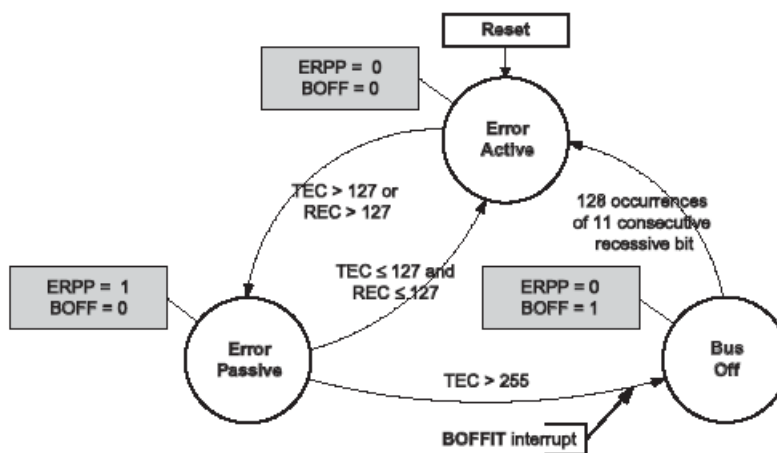 Reset
ERPP = 0
BOFF = 0
Error
Active
TEC > 127 or
REC > 127
128 occurrences
of 11 consecutive
recessive bit
TEC ≤ 127 and
REC ≤ 127
ERPP = 1
BOFF = 0
ERPP = 0
BOFF = 1
Error
Passive
Bus
Off
TEC > 255
BOFFIT interrupt